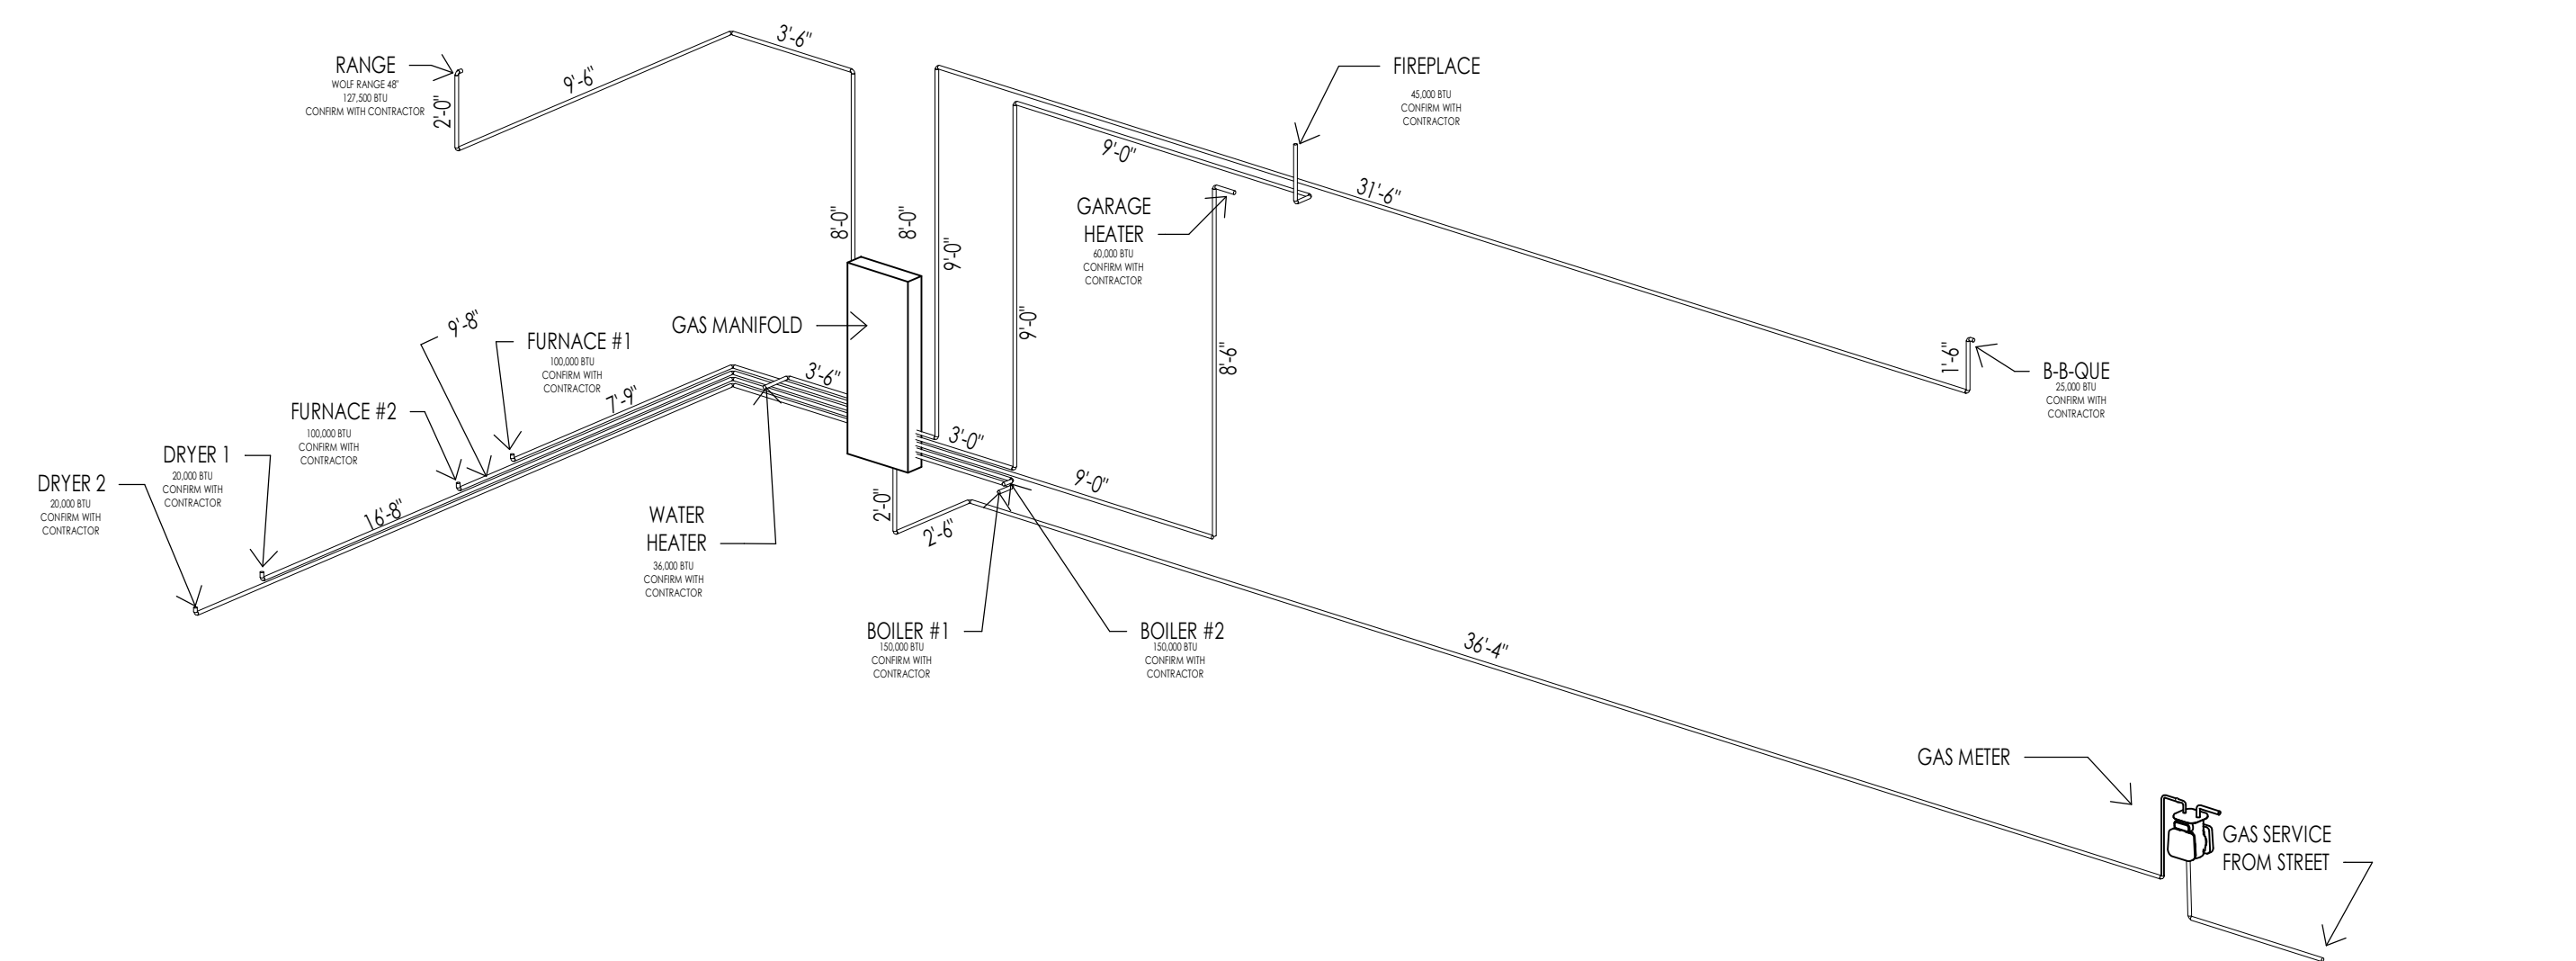 3'-6"
RANGE
WOLF RANGE 48"
127,500 BTU
CONFIRM WITH CONTRACTOR
2'-0"
9'-6"
8'-0"
8'-0"
9'-0"
9'-0"
9'-0"
FIREPLACE
45,000 BTU
CONFIRM WITH
CONTRACTOR
31'-6"
GARAGE
HEATER
60,000 BTU
CONFIRM WITH
CONTRACTOR
8'-6"
1'-6"
B-B-QUE
25,000 BTU
CONFIRM WITH
CONTRACTOR
GAS MANIFOLD
9'-8"
FURNACE #1
100,000 BTU
CONFIRM WITH
CONTRACTOR
7'-9"
3'-6"
FURNACE #2
100,000 BTU
CONFIRM WITH
CONTRACTOR
DRYER 1
20,000 BTU
CONFIRM WITH
CONTRACTOR
DRYER 2
20,000 BTU
CONFIRM WITH
CONTRACTOR
16'-8"
WATER
HEATER
36,000 BTU
CONFIRM WITH
CONTRACTOR
3'-0"
9'-0"
2'-0"
2'-6"
BOILER #1
150,000 BTU
CONFIRM WITH
CONTRACTOR
BOILER #2
150,000 BTU
CONFIRM WITH
CONTRACTOR
36'-4"
GAS METER
GAS SERVICE
FROM STREET